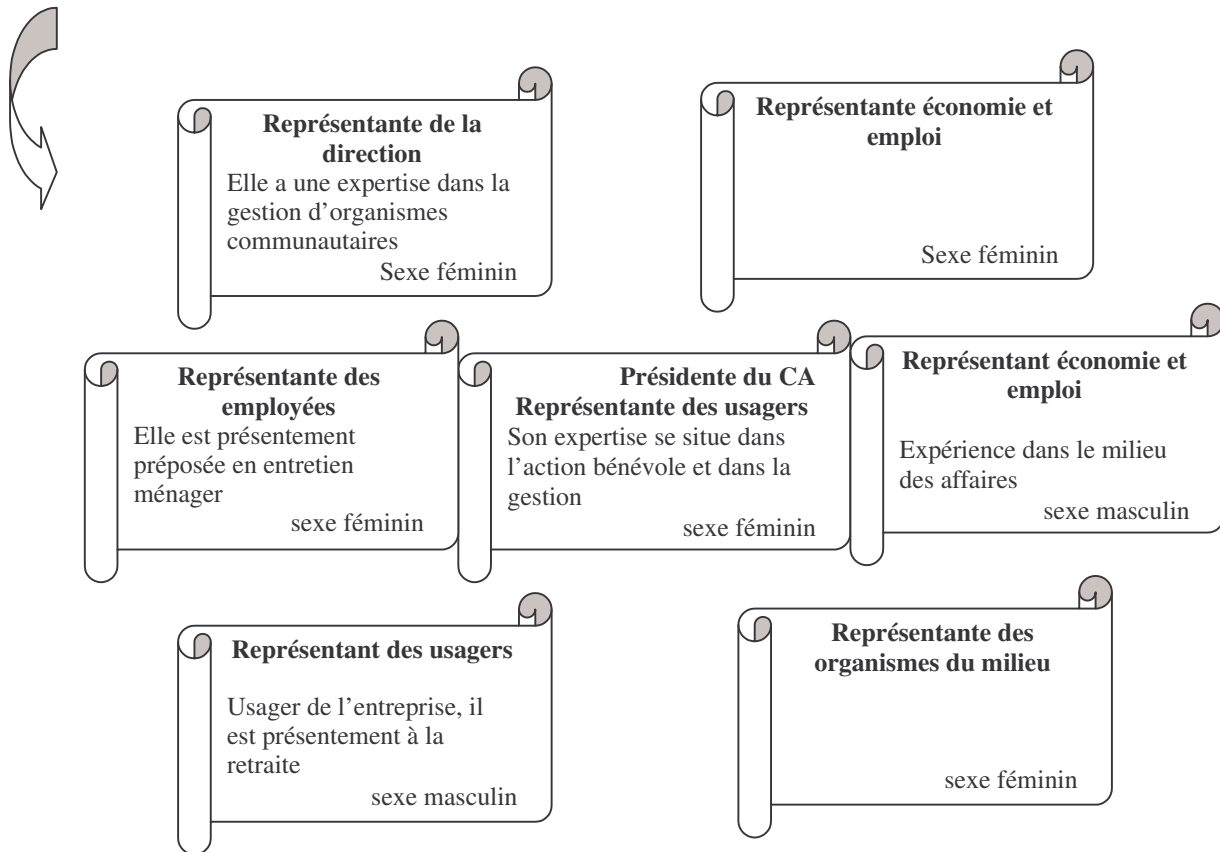 Représentante de la
direction
Elle a une expertise dans la
gestion d’organismes
communautaires
Sexe féminin
Représentante économie et
emploi
Sexe féminin
Représentante des
employées
Elle est présentement
préposée en entretien
ménager
sexe féminin
Présidente du CA
Représentante des usagers
Son expertise se situe dans
l’action bénévole et dans la
gestion
sexe féminin
Représentant économie et
emploi
Expérience dans le milieu
des affaires
sexe masculin
Représentant des usagers
Usager de l’entreprise, il
est présentement à la
retraite
sexe masculin
Représentante des
organismes du milieu
sexe féminin